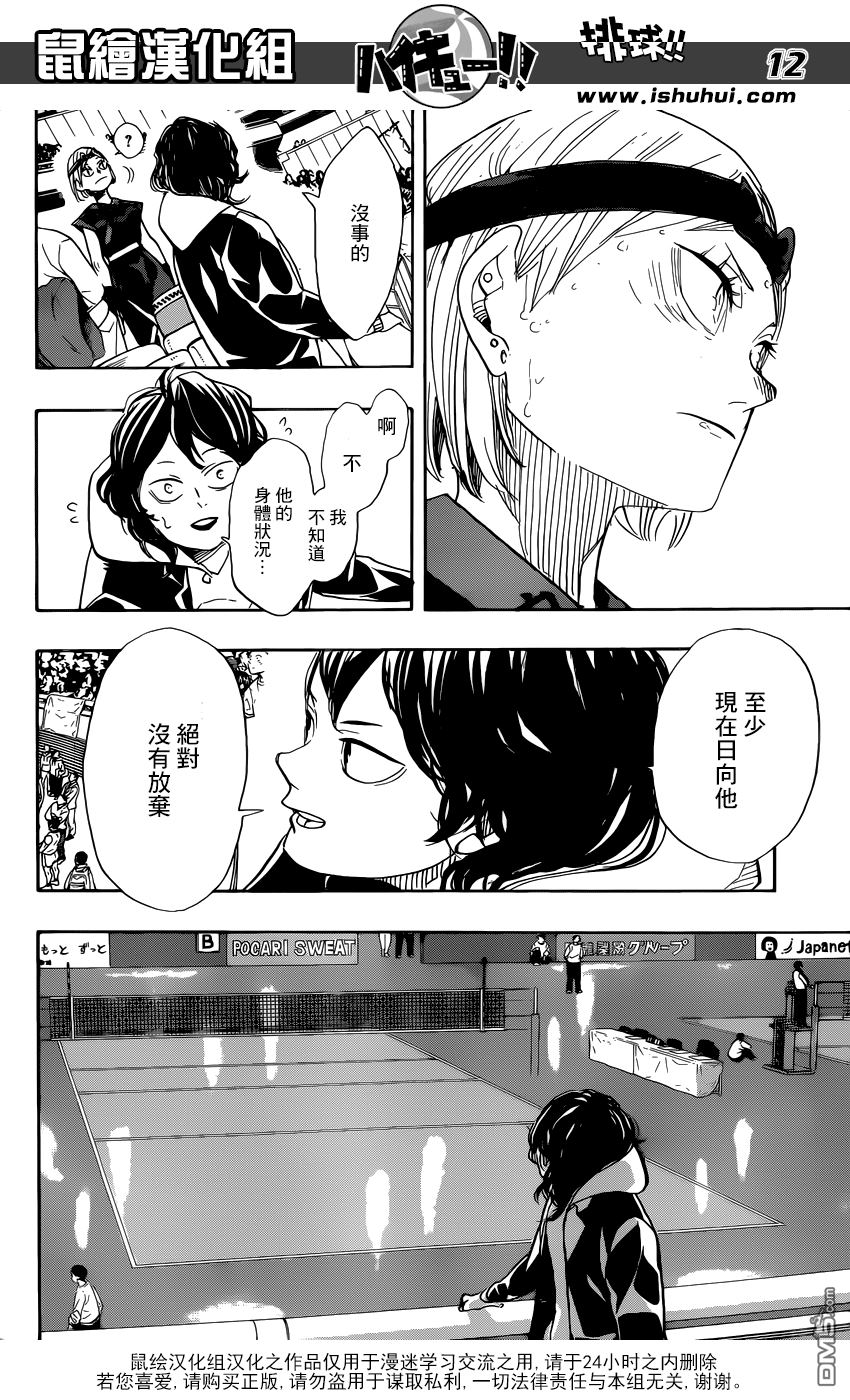 鼠繪漢化組
ハイキュー!!
排球!!
12
www.ishuhui.com
?
沒事的
啊
不
我
不知道
他的
身體狀況…
至少
現在日向他
絕對
沒有放棄
もっと ずっと
B
POCARI SWEAT
グループ
Japanet
DM5.com
鼠绘汉化组汉化之作品仅用于漫迷学习交流之用, 请于24小时之内删除
若您喜爱, 请购买正版, 请勿盗用于谋取私利, 一切法律责任与本组无关, 谢谢.